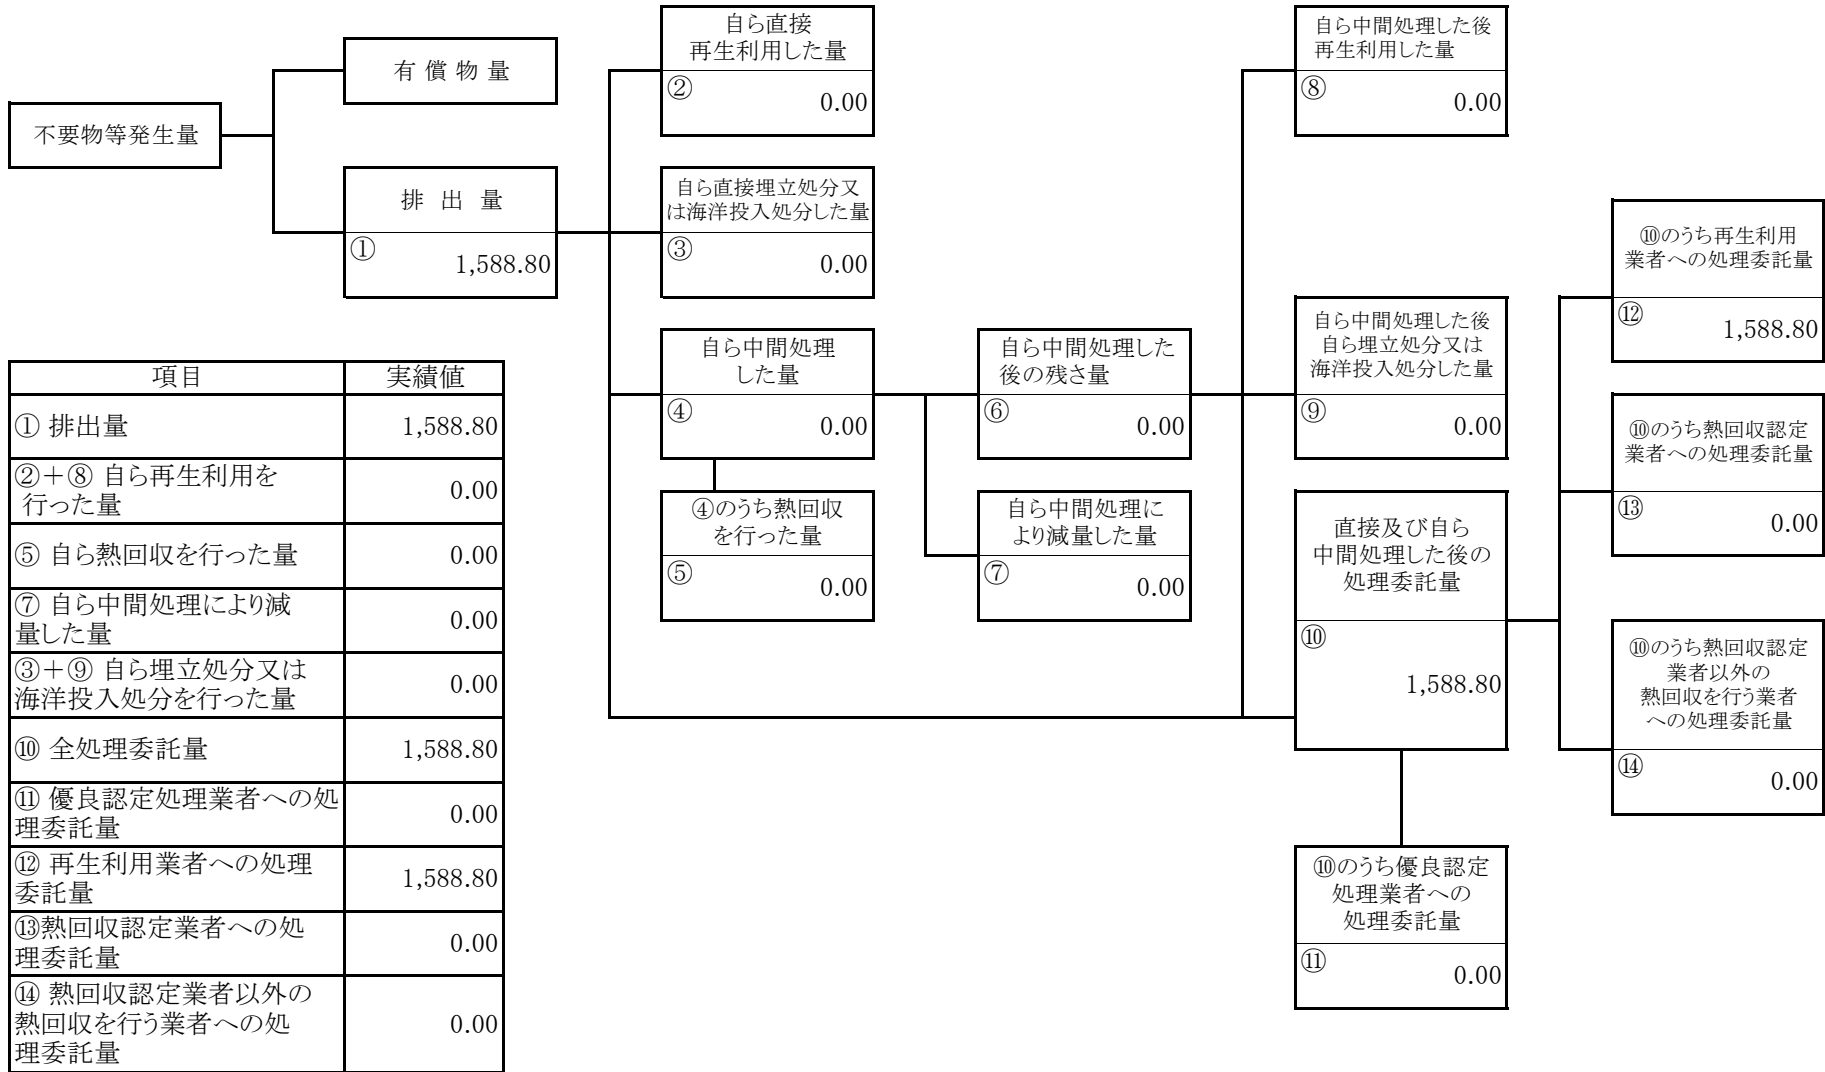 不要物等発生量
有 償 物 量
排 出 量
① 1,588.80
自ら直接
再生利用した量
② 0.00
自ら直接埋立処分又
は海洋投入処分した量
③ 0.00
自ら中間処理
した量
④ 0.00
④のうち熱回収
を行った量
⑤ 0.00
自ら中間処理した
後の残さ量
⑥ 0.00
自ら中間処理に
より減量した量
⑦ 0.00
自ら中間処理した後
再生利用した量
⑧ 0.00
自ら中間処理した後
自ら埋立処分又は
海洋投入処分した量
⑨ 0.00
直接及び自ら
中間処理した後の
処理委託量
⑩
1,588.80
⑩のうち優良認定
処理業者への
処理委託量
⑪ 0.00
⑩のうち再生利用
業者への処理委託量
⑫ 1,588.80
⑩のうち熱回収認定
業者への処理委託量
⑬ 0.00
⑩のうち熱回収認定
業者以外の
熱回収を行う業者
への処理委託量
⑭ 0.00
項目 実績値
① 排出量 1,588.80
②+⑧ 自ら再生利用を
行った量 0.00
⑤ 自ら熱回収を行った量 0.00
⑦ 自ら中間処理により減
量した量 0.00
③+⑨ 自ら埋立処分又は
海洋投入処分を行った量 0.00
⑩ 全処理委託量 1,588.80
⑪ 優良認定処理業者への処
理委託量 0.00
⑫ 再生利用業者への処理
委託量 1,588.80
⑬熱回収認定業者への処
理委託量 0.00
⑭ 熱回収認定業者以外の
熱回収を行う業者への処
理委託量 0.00